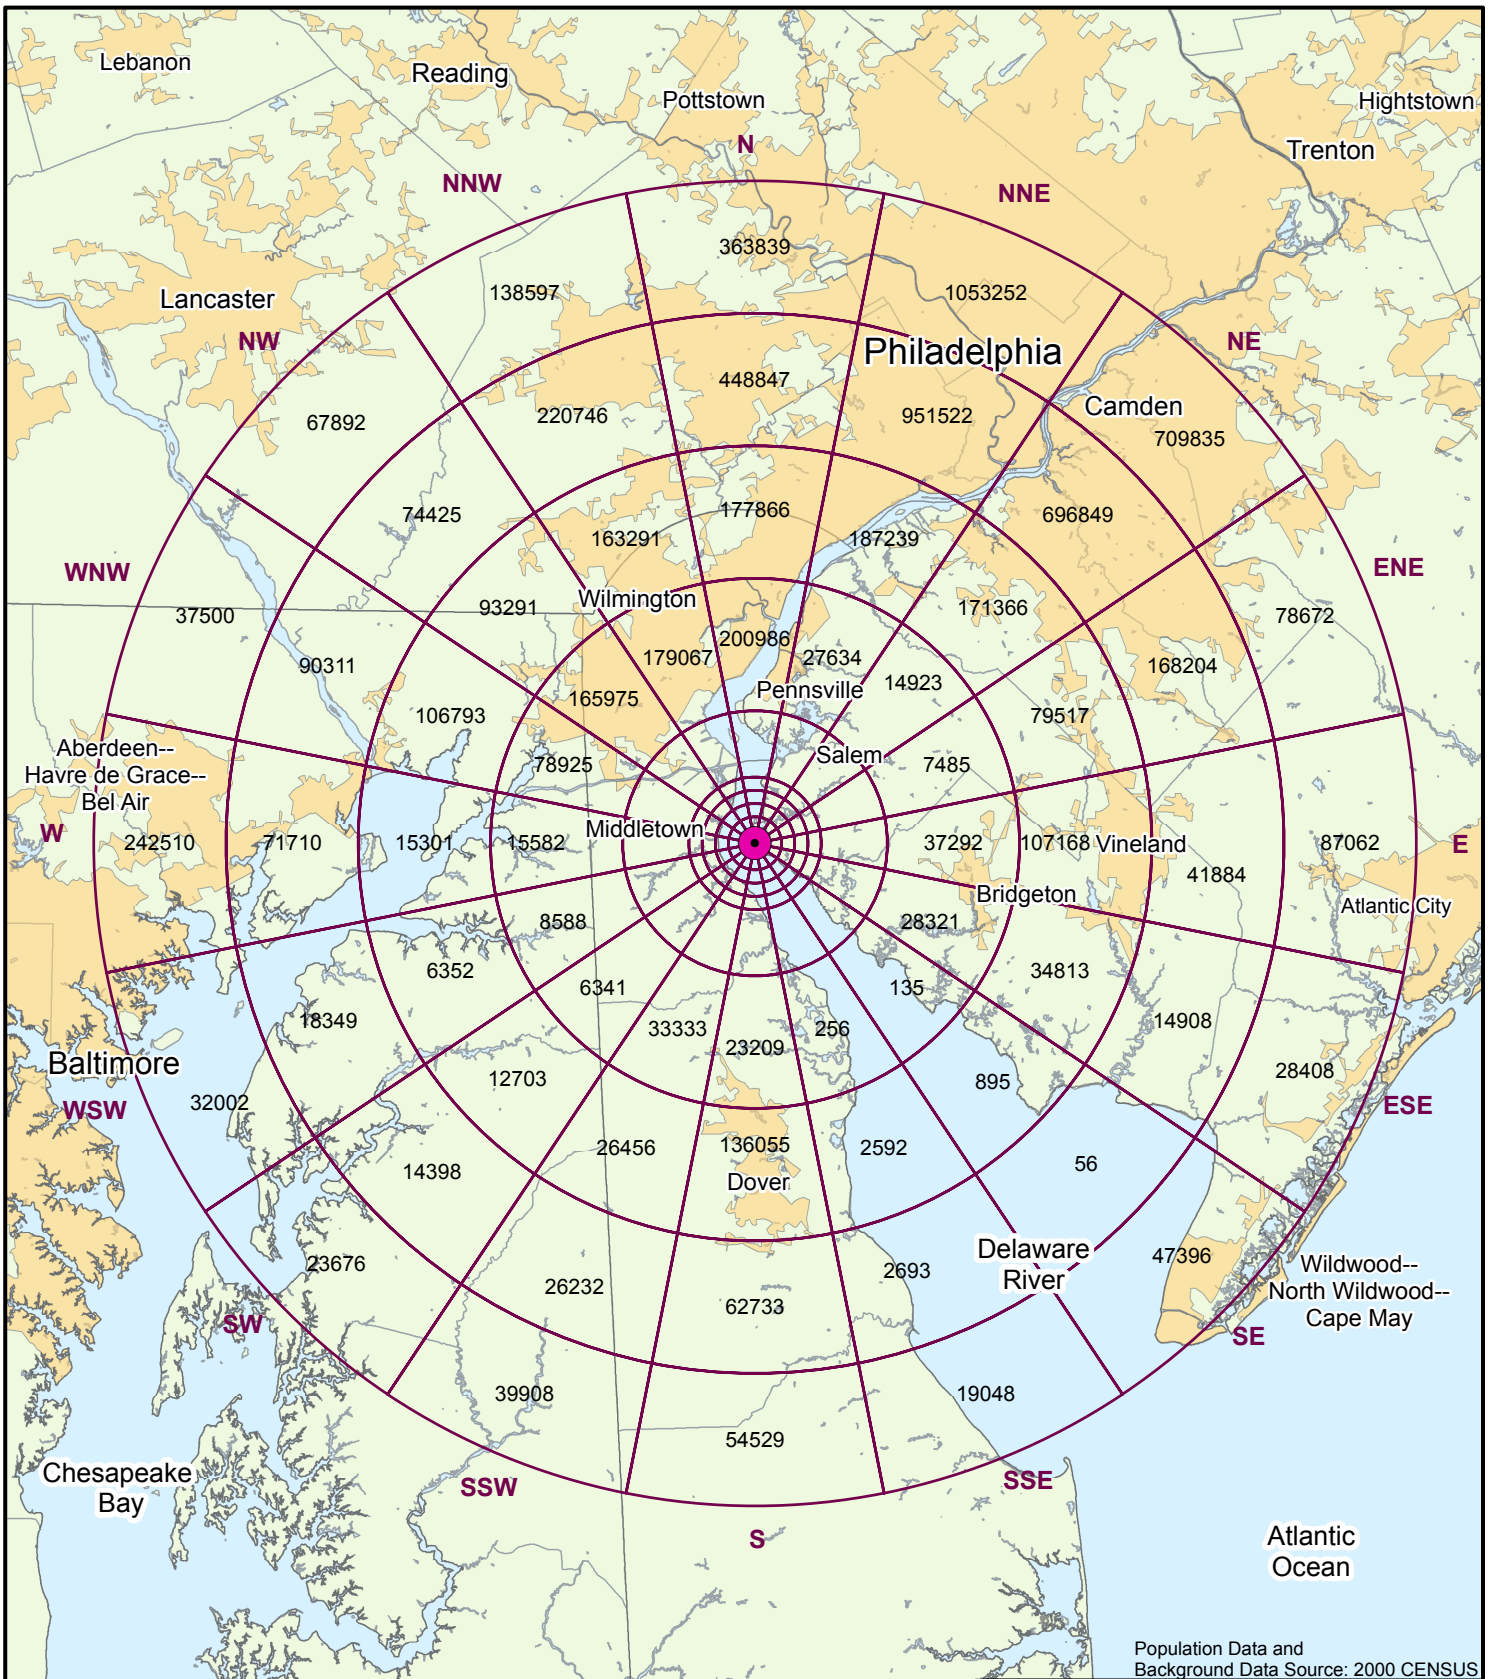 Lebanon
Reading
Pottstown
Hightstown
Trenton
N
NNW
NNE
363839
138597
1053252
Lancaster
NW
NE
Philadelphia
448847
Camden
67892
220746
951522
709835
74425
177866
696849
163291
187239
WNW
ENE
Wilmington
93291
171366
37500
78672
200986
179067
27634
90311
168204
14923
Pennsville
165975
106793
79517
Aberdeen--
Havre de Grace--
Bel Air
Salem
78925
7485
W
Middletown
242510
71710
15301
15582
37292
107168
Vineland
87062
E
41884
Bridgeton
Atlantic City
8588
28321
6352
34813
6341
135
18349
33333
256
14908
23209
Baltimore
28408
12703
895
WSW
32002
ESE
26456
136055
2592
56
14398
Dover
Delaware
River
23676
26232
2693
47396
Wildwood--
North Wildwood--
Cape May
62733
SW
SE
39908
19048
54529
Chesapeake
Bay
SSW
SSE
S
Atlantic
Ocean
Population Data and
Background Data Source: 2000 CENSUS